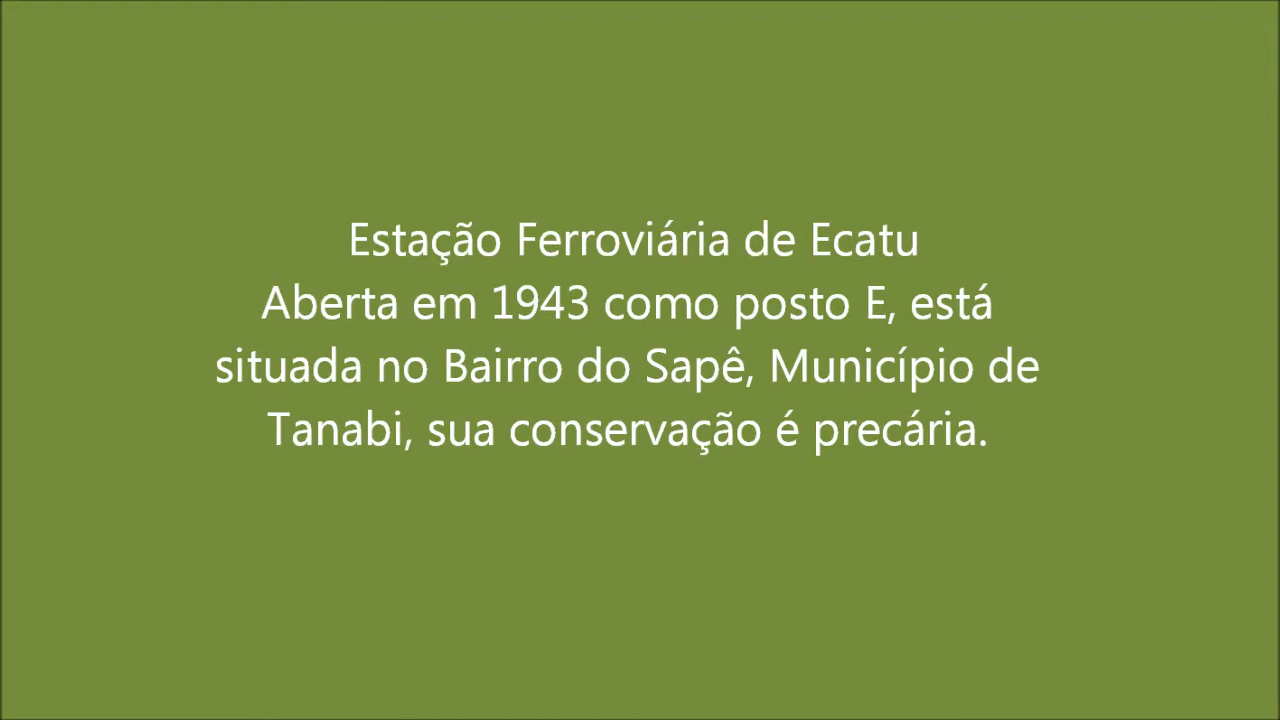 Estação Ferroviária de Ecatu
Aberta em 1943 como posto E, está
situada no Bairro do Sapê, Município de
Tanabi, sua conservação é precária.